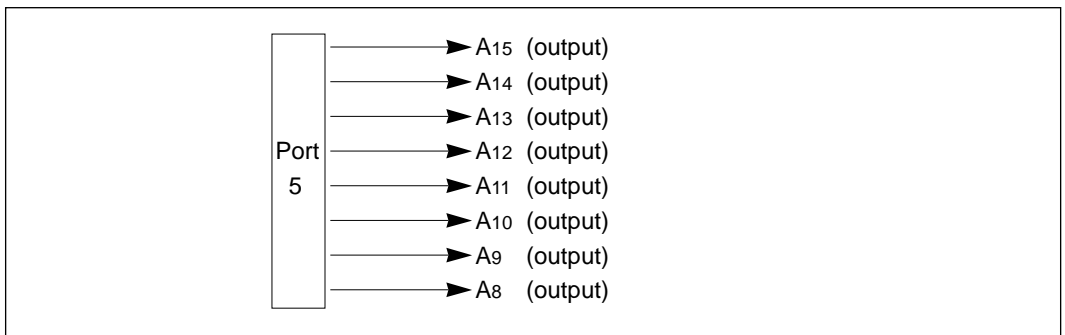 A15 (output)
A14 (output)
A13 (output)
Port
A12 (output)
5
A11 (output)
A10 (output)
A9 (output)
A8 (output)